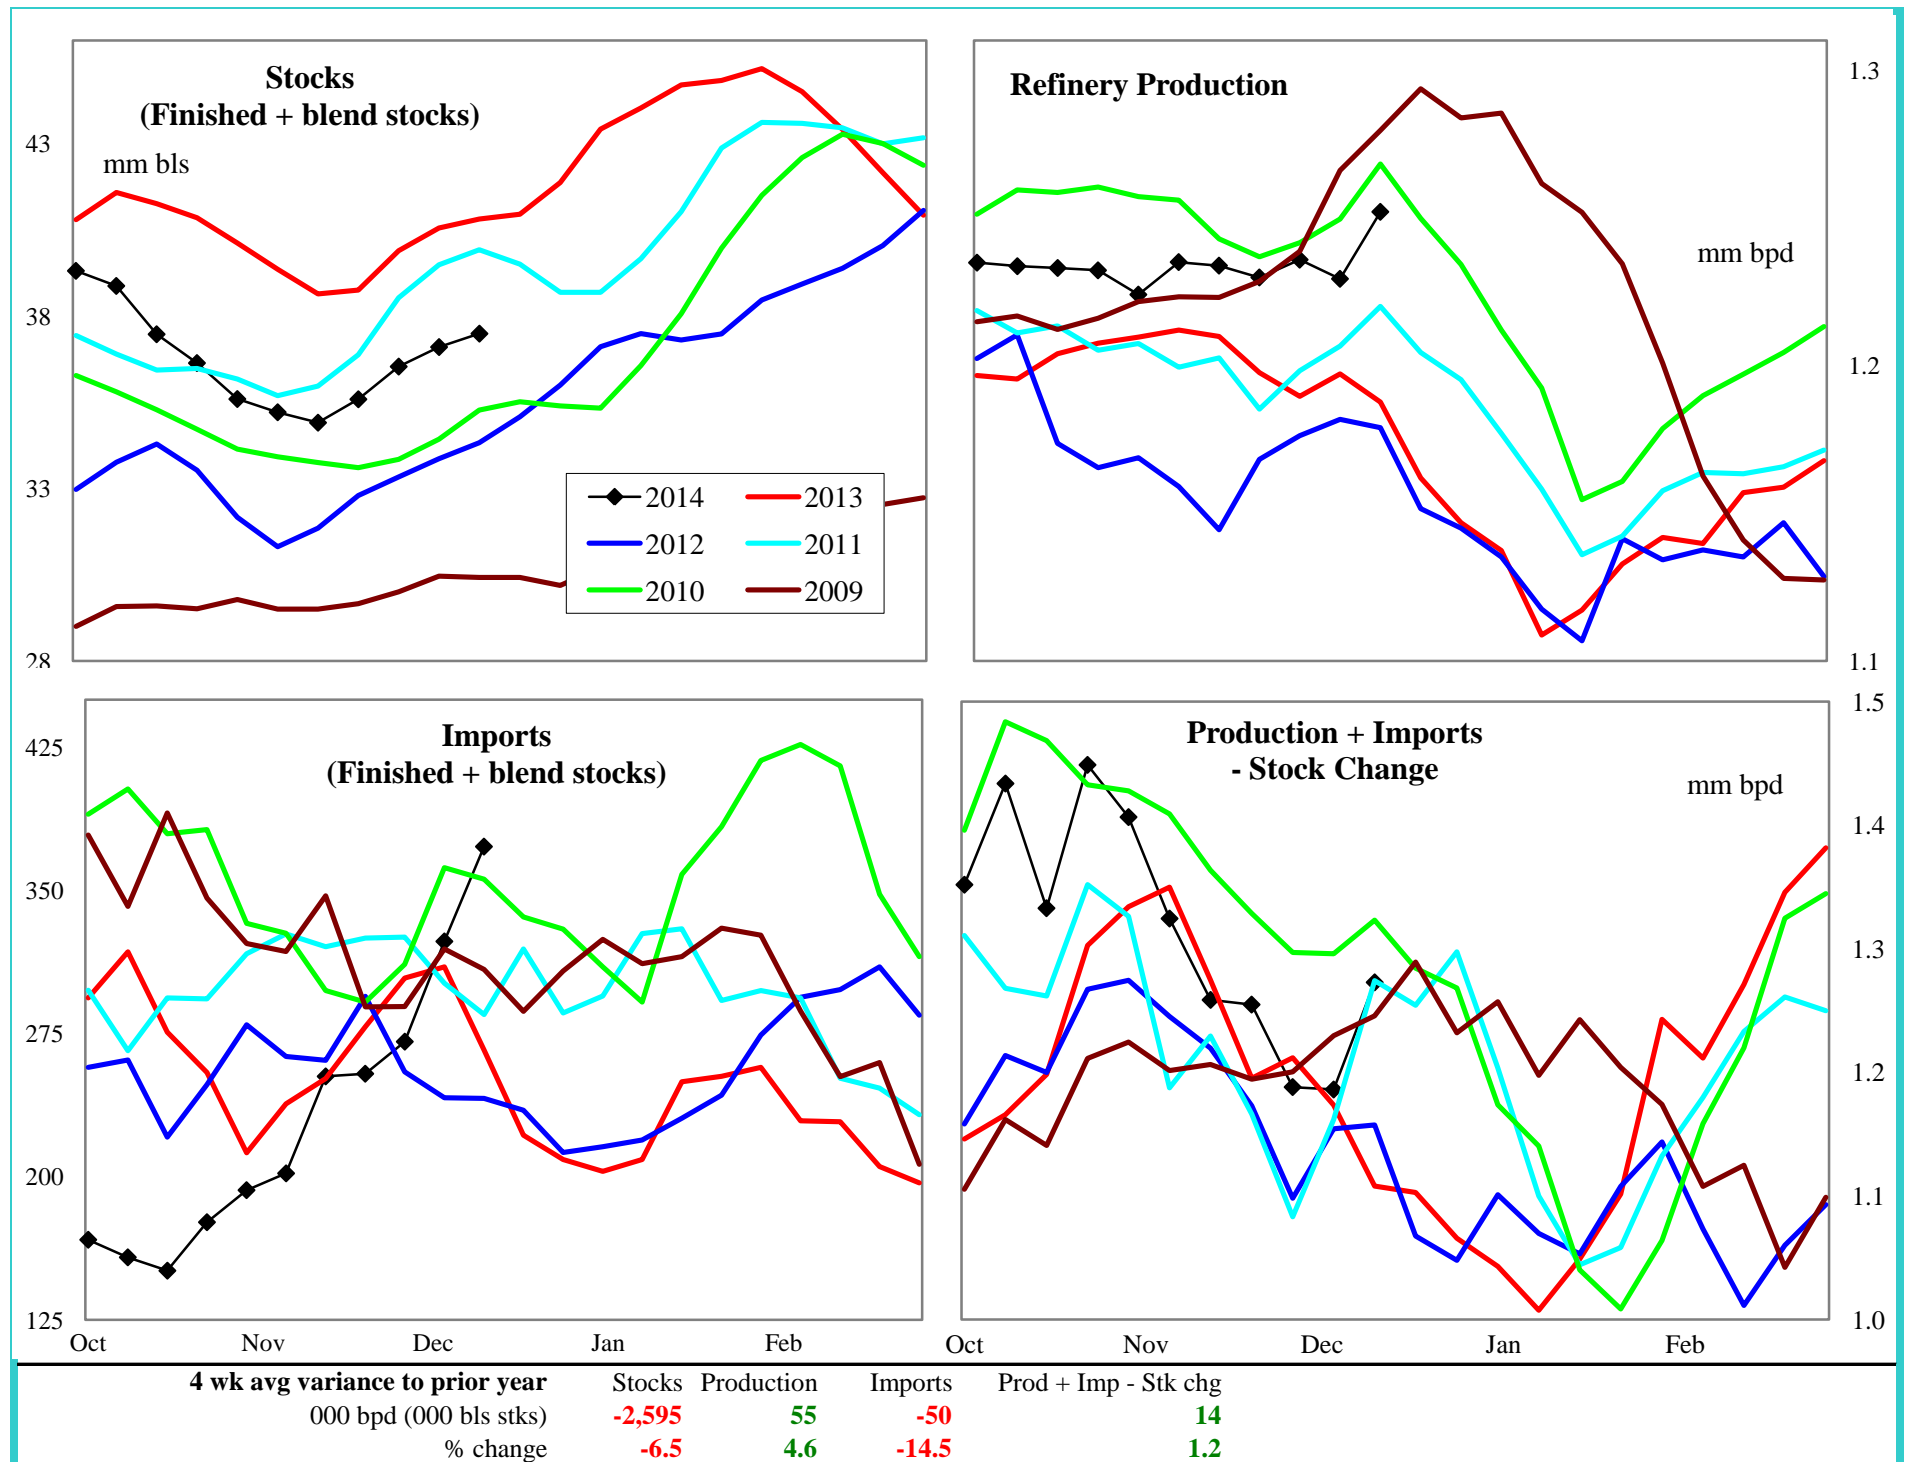 Stocks
(Finished + blend stocks)
mm bls
43
38
33
28
2014
2013
2012
2011
2010
2009
Refinery Production
mm bpd
1.3
1.2
1.1
Imports
(Finished + blend stocks)
425
350
275
200
125
Oct
Nov
Dec
Jan
Feb
Production + Imports
- Stock Change
mm bpd
1.5
1.4
1.3
1.2
1.1
1.0
Oct
Nov
Dec
Jan
Feb
4 wk avg variance to prior year Stocks Production Imports Prod + Imp - Stk chg
000 bpd (000 bls stks) -2,595 55 -50 14
% change -6.5 4.6 -14.5 1.2